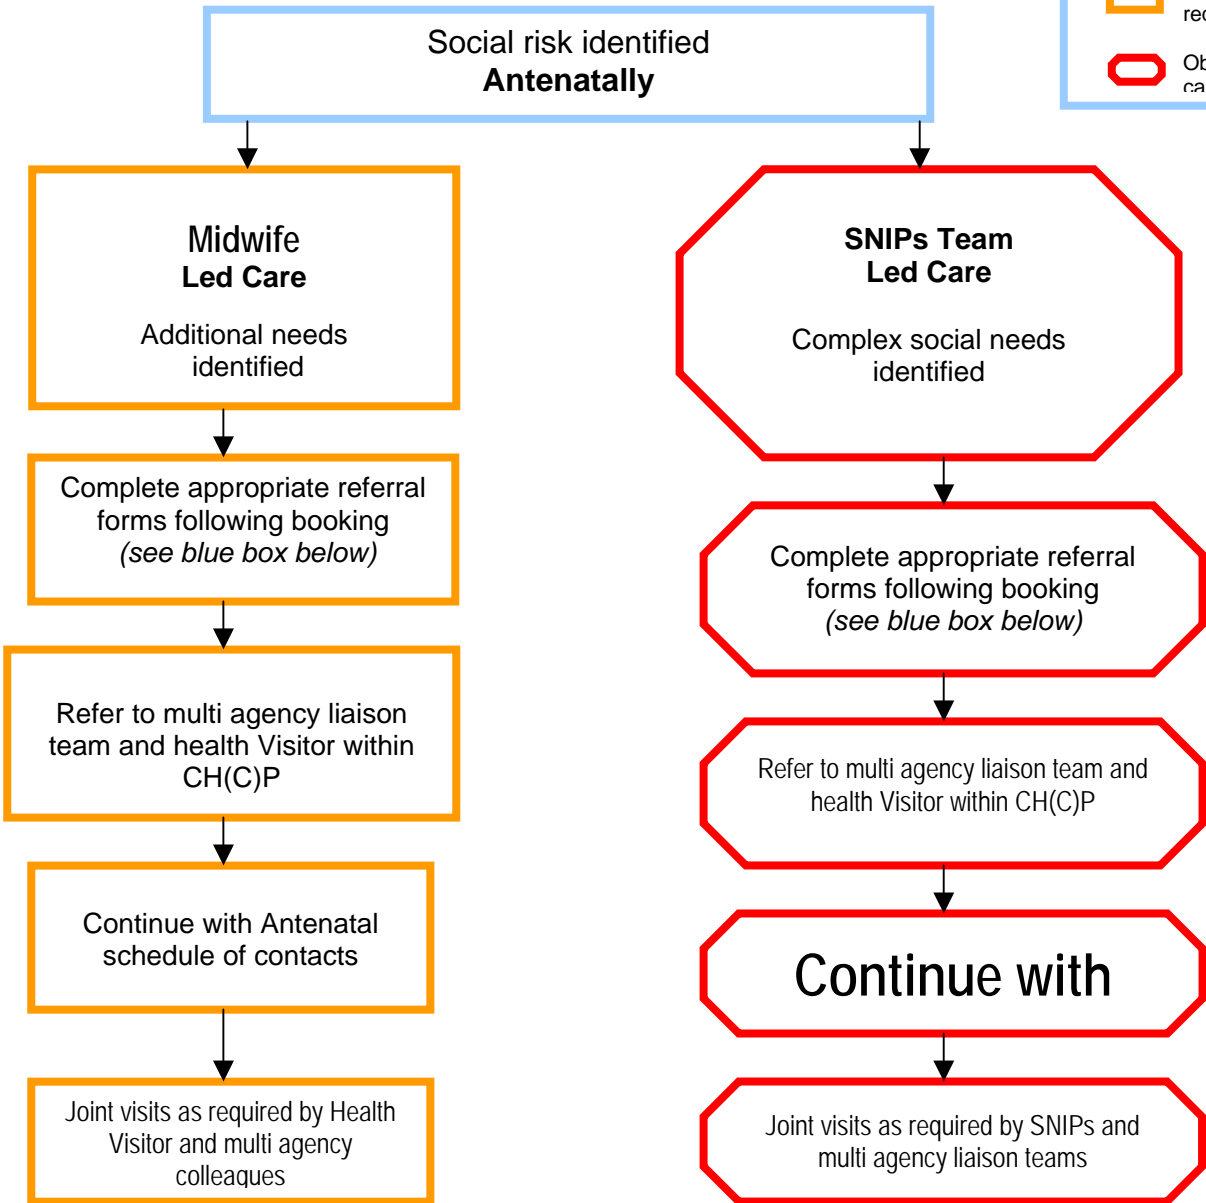 rec
Ob
ca
Social risk identified
Antenatally
Midwife
Led Care
Additional needs
identified
Complete appropriate referral
forms following booking
(see blue box below)
Refer to multi agency liaison
team and health Visitor within
CH(C)P
Continue with Antenatal
schedule of contacts
Joint visits as required by Health
Visitor and multi agency
colleagues
SNIPs Team
Led Care
Complex social needs
identified
Complete appropriate referral
forms following booking
(see blue box below)
Refer to multi agency liaison team and
health Visitor within CH(C)P
Continue with
Joint visits as required by SNIPs and
multi agency liaison teams